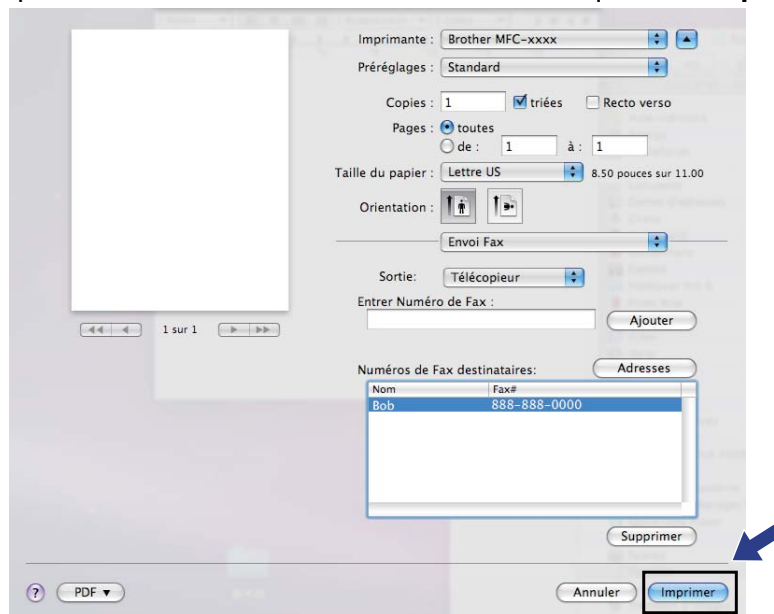 Imprimante : Brother MFC-xxxx
Préréglages : Standard
Copies : 1 triées Recto verso
Pages : toutes
de : 1 à : 1
Taille du papier : Lettre US 8.50 pouces sur 11.00
Orientation :
Envoi Fax
Sortie: Télécopieur
Entrer Numéro de Fax :
1 sur 1
Ajouter
Numéros de Fax destinataires: Adresses
Nom Fax#
Bob 888-888-0000
Supprimer
? PDF Annuler Imprimer